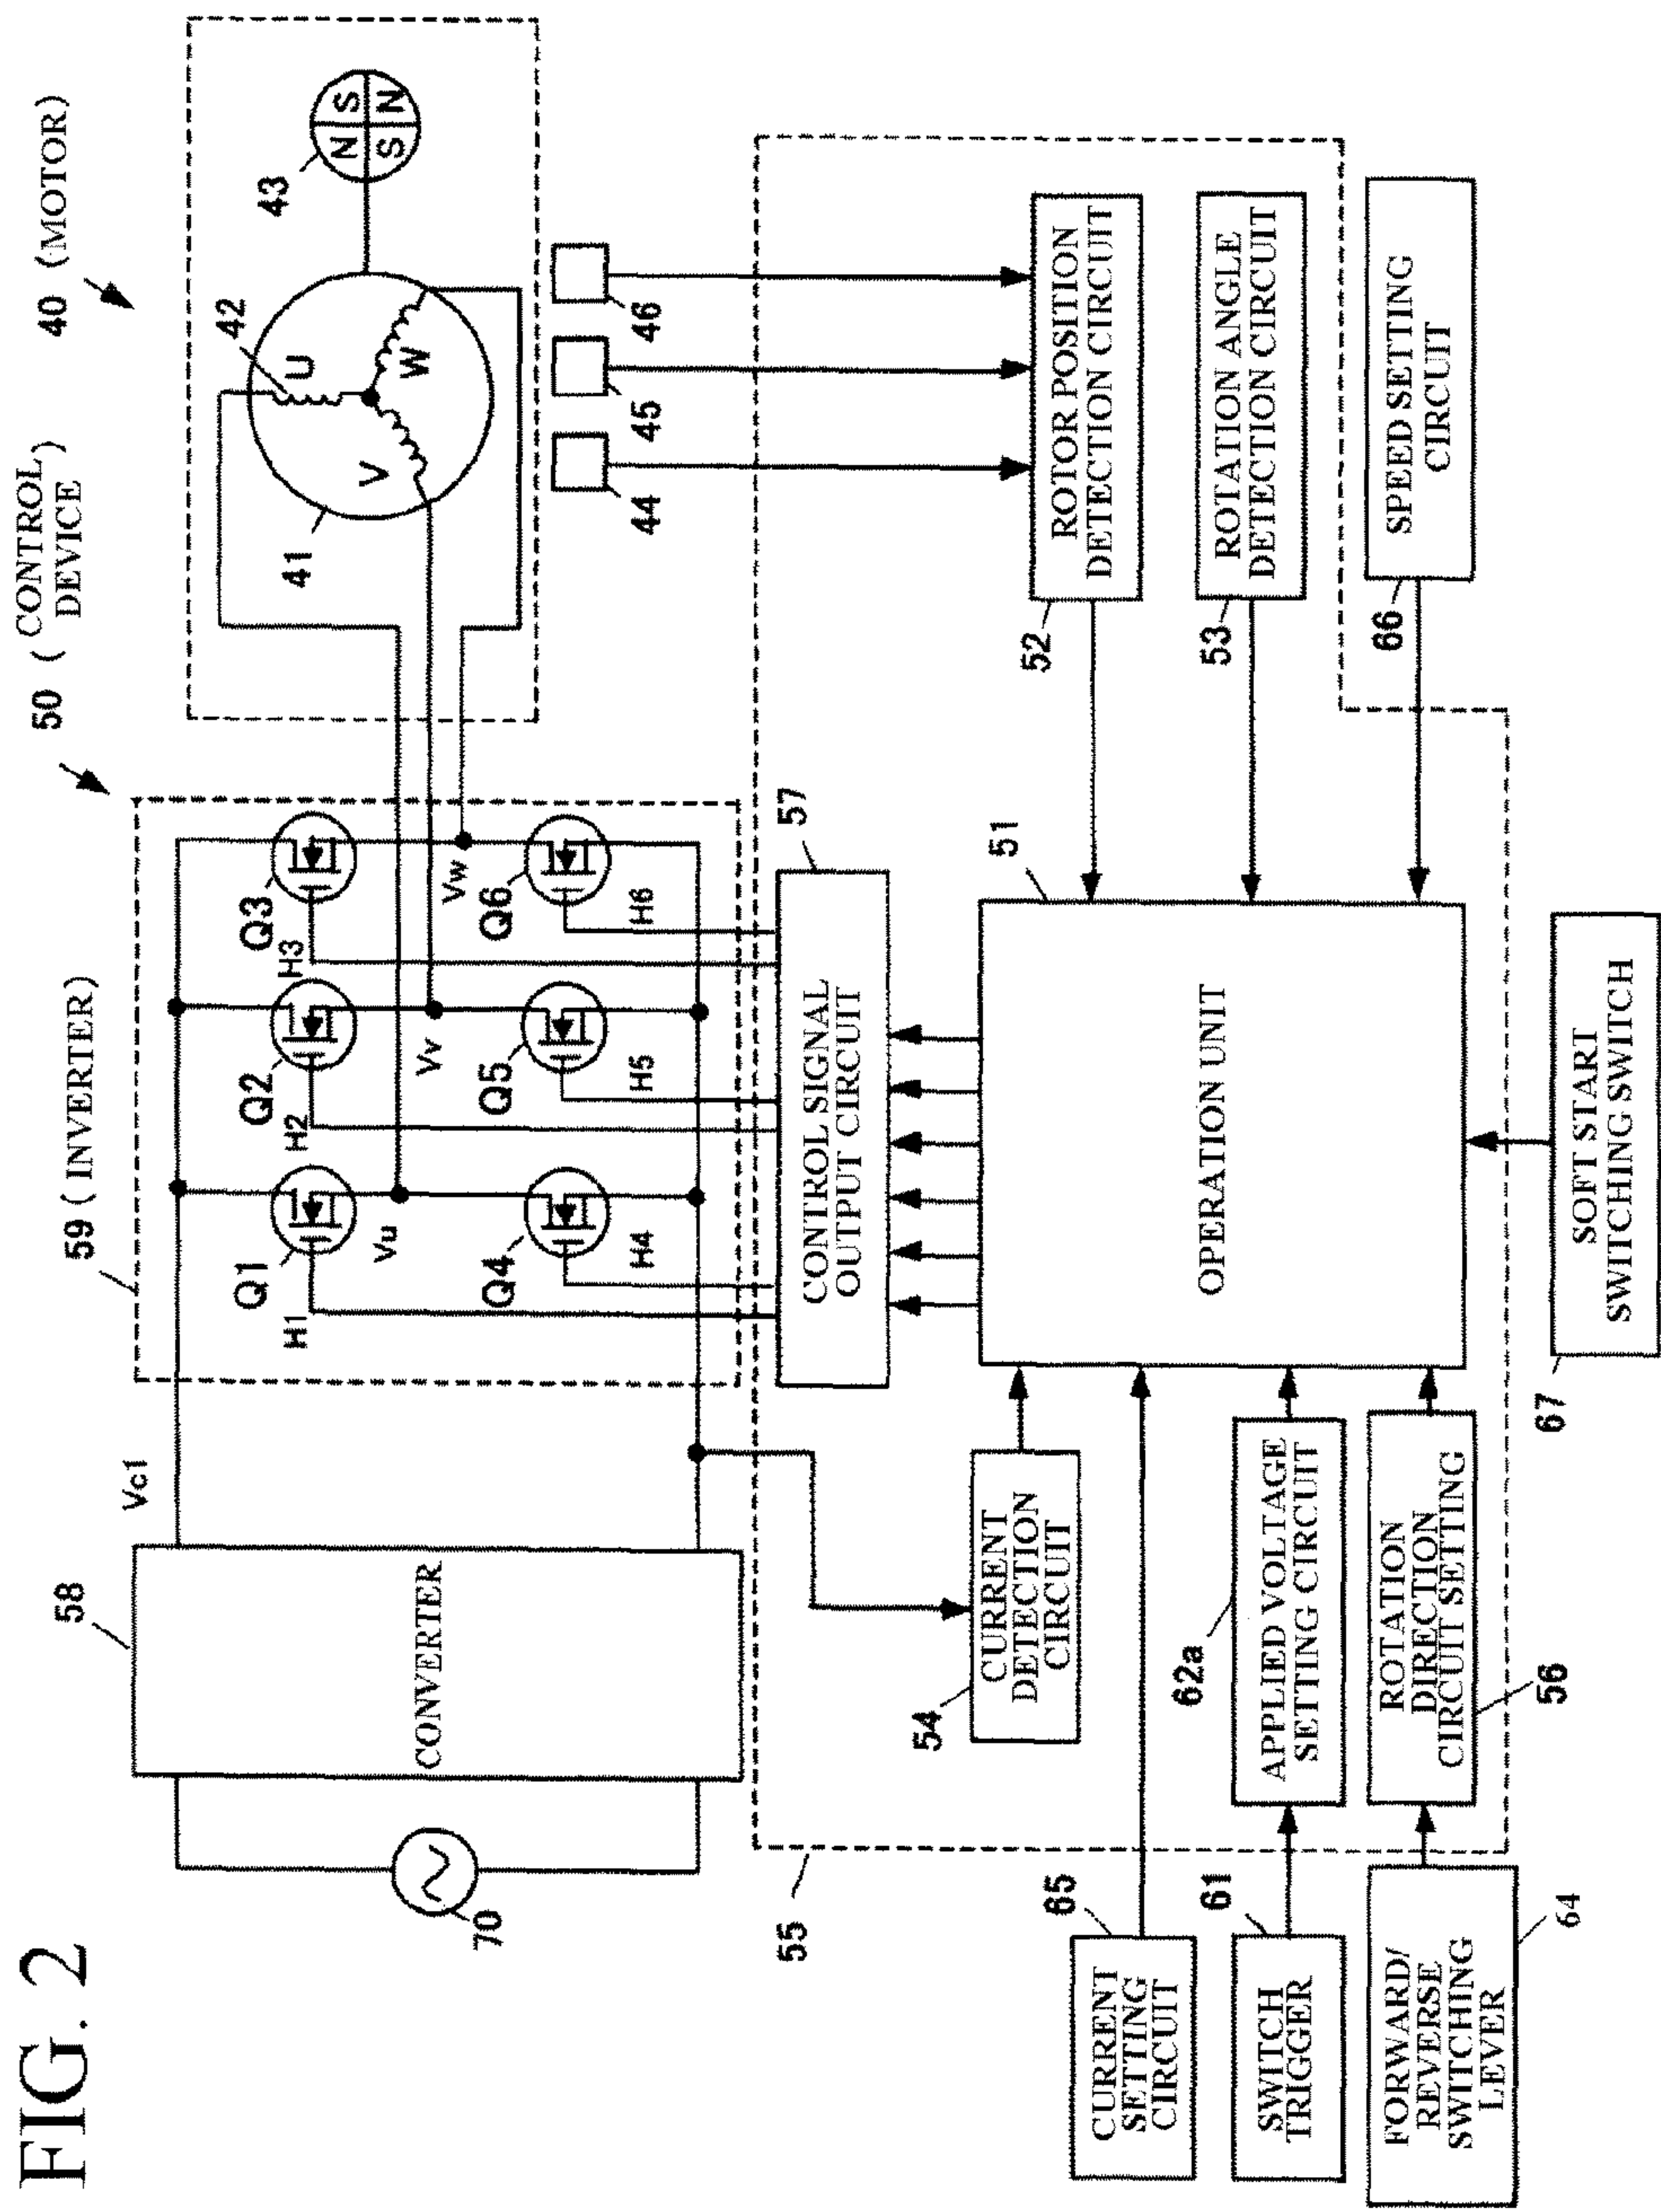 FIG. 2
50 (CONTROL
DEVICE)
40 (MOTOR)
58
Vc1
59 (INVERTER)
Q1
Q2
Q3
H1
H2
H3
Vu
Vv
Vw
Q4
Q5
Q6
H4
H5
H6
41
42
43
U
V
W
N
S
S
N
44
45
46
70
CONVERTER
57
CONTROL SIGNAL
OUTPUT CIRCUIT
55
54
CURRENT
DETECTION
CIRCUIT
51
OPERATION UNIT
52
ROTOR POSITION
DETECTION CIRCUIT
53
ROTATION ANGLE
DETECTION CIRCUIT
65
CURRENT
SETTING
CIRCUIT
61
SWITCH
TRIGGER
62a
APPLIED VOLTAGE
SETTING CIRCUIT
66
SPEED SETTING
CIRCUIT
FORWARD/
REVERSE
SWITCHING
LEVER
64
ROTATION
DIRECTION
CIRCUIT SETTING
56
67
SOFT START
SWITCHING SWITCH